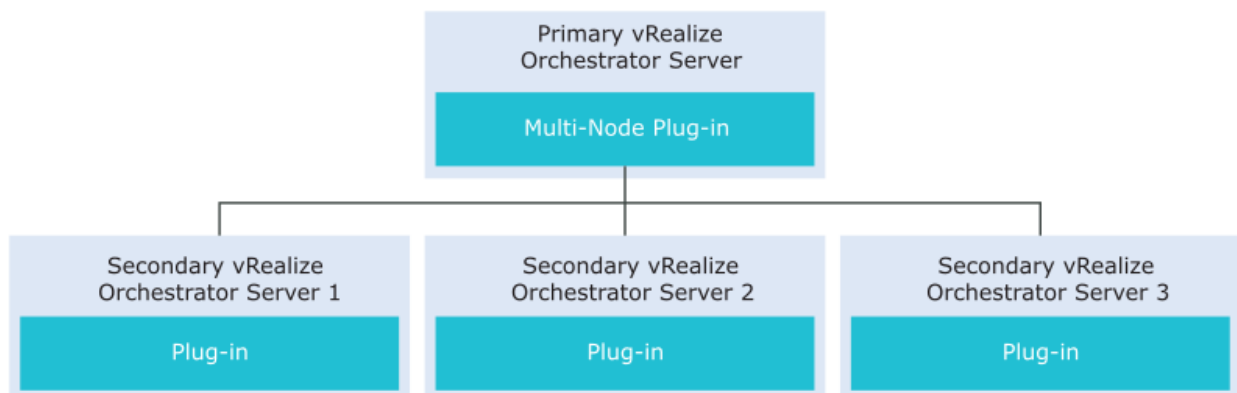 Primary vRealize
Orchestrator Server
Multi-Node Plug-in
Secondary vRealize
Orchestrator Server 1
Plug-in
Secondary vRealize
Orchestrator Server 2
Plug-in
Secondary vRealize
Orchestrator Server 3
Plug-in